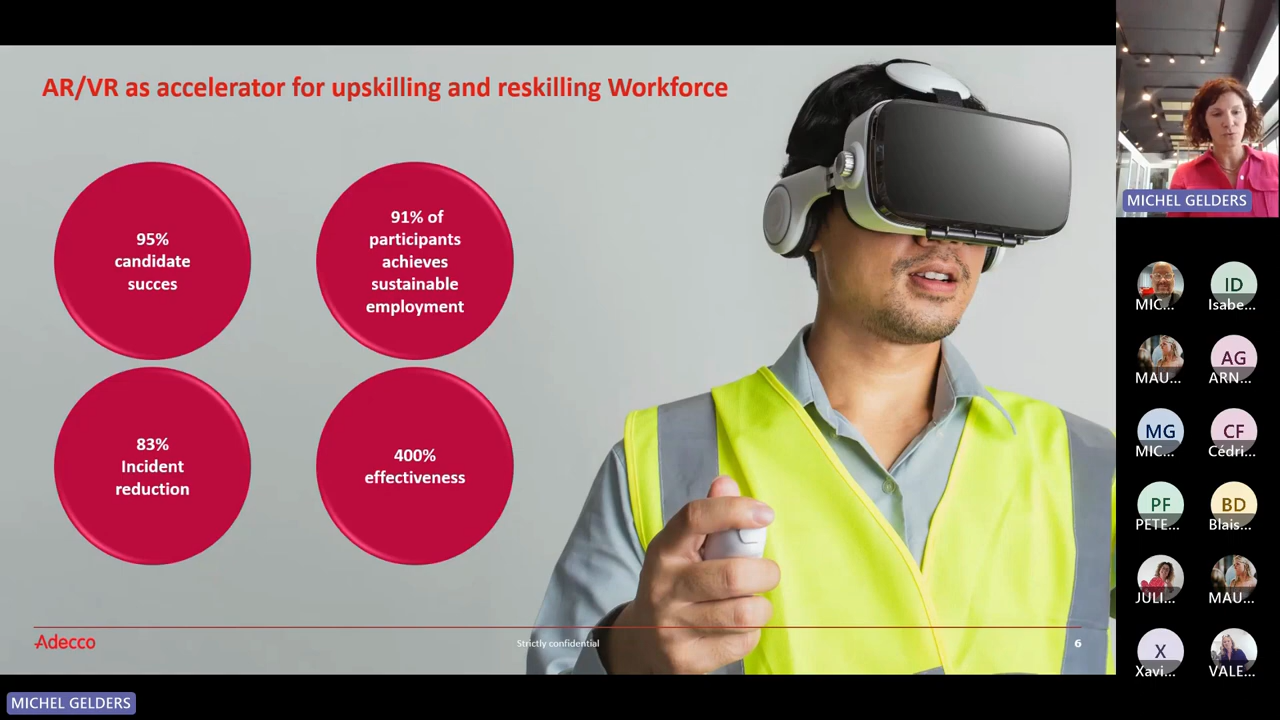 AR/VR as accelerator for upskilling and reskilling Workforce
95%
candidate
succes
91% of
participants
achieves
sustainable
employment
83%
Incident
reduction
400%
effectiveness
Adecco
Strictly confidential
6
MICHEL GELDERS
MIC...
ID
Isabe...
MAU...
AG
ARN...
MG
MIC...
CF
Cédri...
PF
PETE...
BD
Blais...
JULI...
MAU...
X
Xavi...
VALE...
MICHEL GELDERS